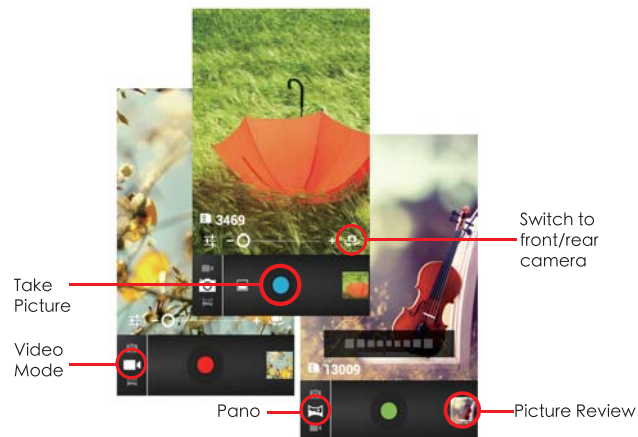 3469
Switch to
front/rear
camera
Take
Picture
Video
Mode
13009
Pano
Picture Review